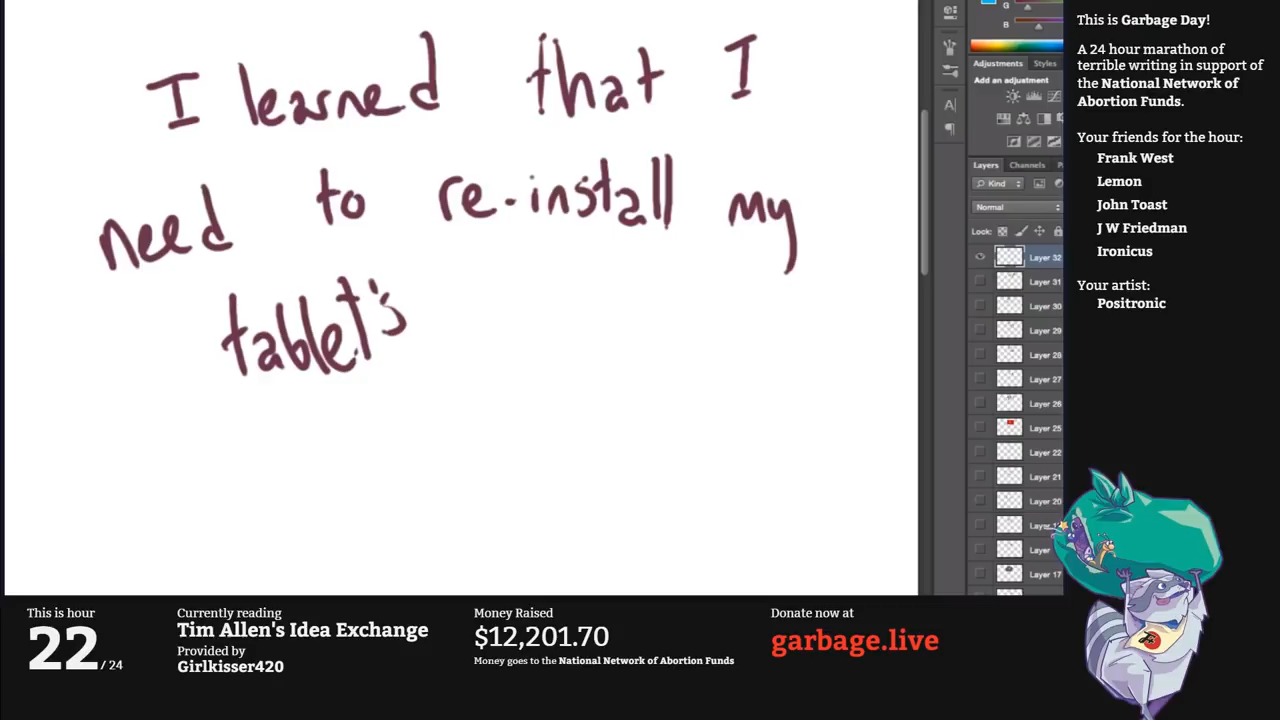 I learned that I
need to re-install my
tablet's
G
B
Adjustments Styles
Add an adjustment
Layers Channels
Kind
Normal
Lock:
Layer 32
Layer 31
Layer 30
Layer 29
Layer 28
Layer 27
Layer 26
Layer 25
Layer 22
Layer 21
Layer 20
Layer
Layer 17
This is Garbage Day!
A 24 hour marathon of
terrible writing in support of
the National Network of
Abortion Funds.
Your friends for the hour:
Frank West
Lemon
John Toast
J W Friedman
Ironicus
Your artist:
Positronic
This is hour
22 / 24
Currently reading
Tim Allen's Idea Exchange
Provided by
Girlkisser420
Money Raised
$12,201.70
Money goes to the National Network of Abortion Funds
Donate now at
garbage.live